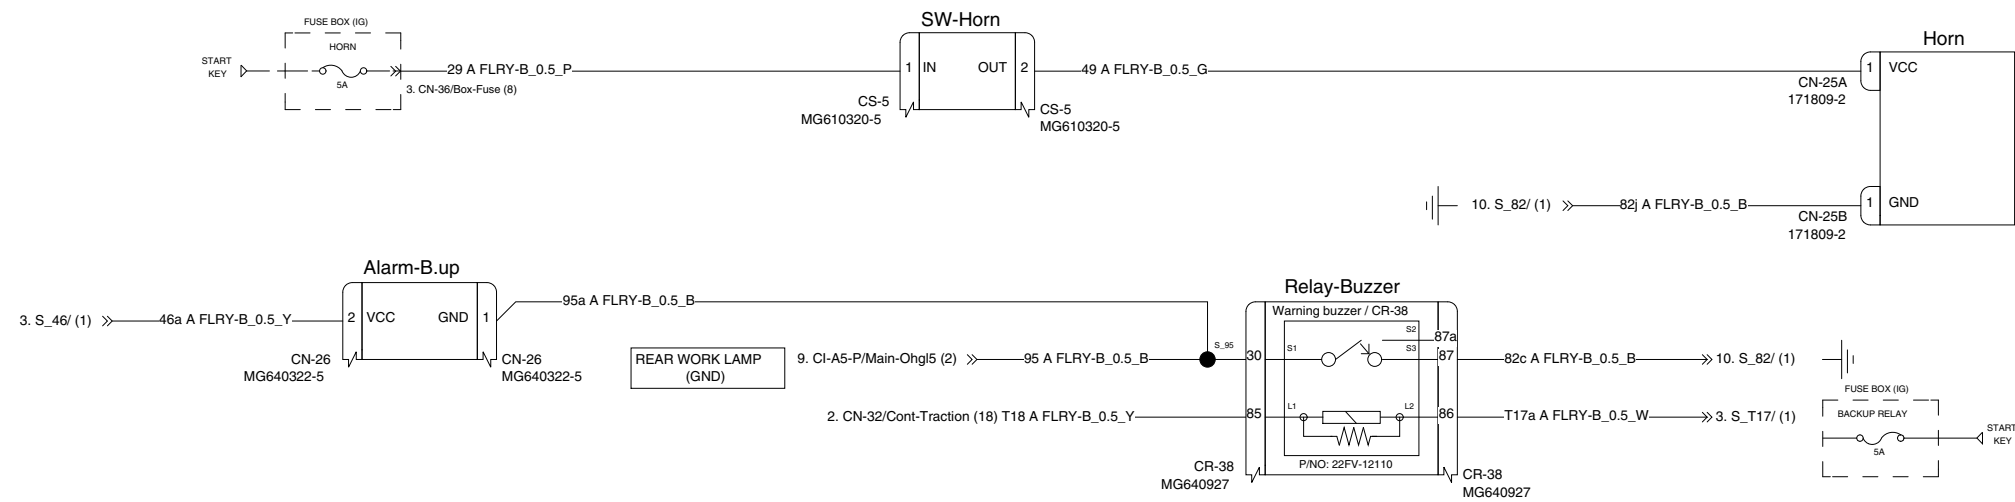 SW-Horn
FUSE BOX (IG)
HORN
START
KEY
5A
29 A FLRY-B_0.5_P
3. CN-36/Box-Fuse (8)
1 IN OUT 2
49 A FLRY-B_0.5_G
CS-5
MG610320-5
CS-5
MG610320-5
Horn
1 VCC
CN-25A
171809-2
10. S_82/ (1)
82j A FLRY-B_0.5_B
1 GND
CN-25B
171809-2
Alarm-B.up
3. S_46/ (1)
46a A FLRY-B_0.5_Y
2 VCC GND 1
95a A FLRY-B_0.5_B
CN-26
MG640322-5
CN-26
MG640322-5
REAR WORK LAMP
(GND)
9. CI-A5-P/Main-Ohgl5 (2)
95 A FLRY-B_0.5_B
S_95
2. CN-32/Cont-Traction (18) T18 A FLRY-B_0.5_Y
Relay-Buzzer
Warning buzzer / CR-38
S2
87a
30 S1 S3 87
85 L1 L2 86
P/NO: 22FV-12110
CR-38
MG640927
CR-38
MG640927
82c A FLRY-B_0.5_B
10. S_82/ (1)
T17a A FLRY-B_0.5_W
3. S_T17/ (1)
FUSE BOX (IG)
BACKUP RELAY
5A
START
KEY